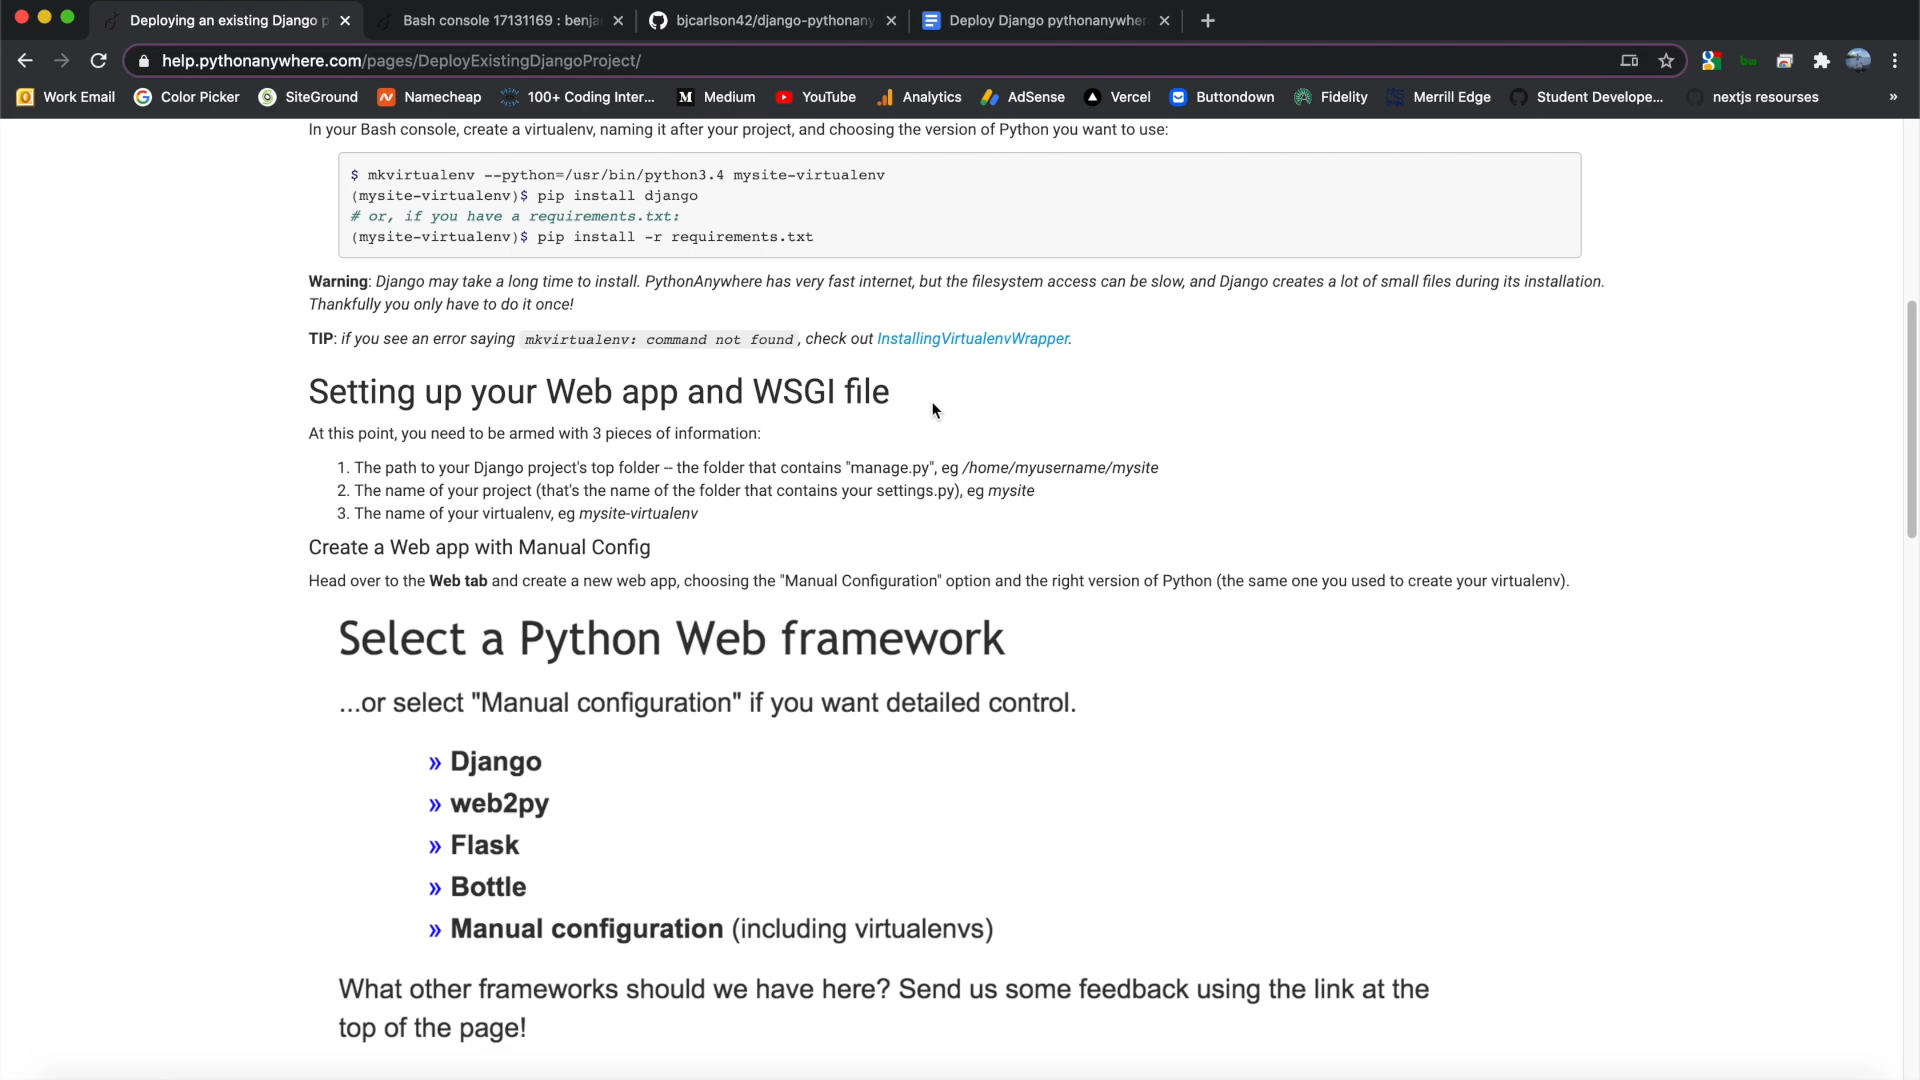 Deploying an existing Django p
Bash console 17131169 : benja
bjcarlson42/django-pythonany
Deploy Django pythonanywher
help.pythonanywhere.com/pages/DeployExistingDjangoProject/
Work Email
Color Picker
SiteGround
Namecheap
100+ Coding Inter...
Medium
YouTube
Analytics
AdSense
Vercel
Buttondown
Fidelity
Merrill Edge
Student Develope...
nextjs resourses
»
In your Bash console, create a virtualenv, naming it after your project, and choosing the version of Python you want to use:
$ mkvirtualenv --python=/usr/bin/python3.4 mysite-virtualenv
(mysite-virtualenv)$ pip install django
# or, if you have a requirements.txt:
(mysite-virtualenv)$ pip install -r requirements.txt
Warning: Django may take a long time to install. PythonAnywhere has very fast internet, but the filesystem access can be slow, and Django creates a lot of small files during its installation.
Thankfully you only have to do it once!
TIP: if you see an error saying mkvirtualenv: command not found, check out InstallingVirtualenvWrapper.
Setting up your Web app and WSGI file
At this point, you need to be armed with 3 pieces of information:
1. The path to your Django project's top folder -- the folder that contains "manage.py", eg /home/myusername/mysite
2. The name of your project (that's the name of the folder that contains your settings.py), eg mysite
3. The name of your virtualenv, eg mysite-virtualenv
Create a Web app with Manual Config
Head over to the Web tab and create a new web app, choosing the "Manual Configuration" option and the right version of Python (the same one you used to create your virtualenv).
Select a Python Web framework
...or select "Manual configuration" if you want detailed control.
» Django
» web2py
» Flask
» Bottle
» Manual configuration (including virtualenvs)
What other frameworks should we have here? Send us some feedback using the link at the
top of the page!